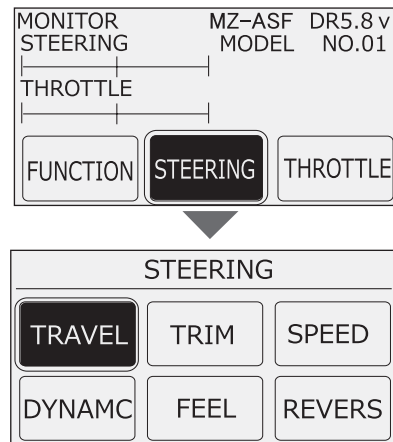 MONITOR MZ-ASF DR5.8 v
STEERING MODEL NO.01
THROTTLE
FUNCTION STEERING THROTTLE
STEERING
TRAVEL TRIM SPEED
DYNAMC FEEL REVERS